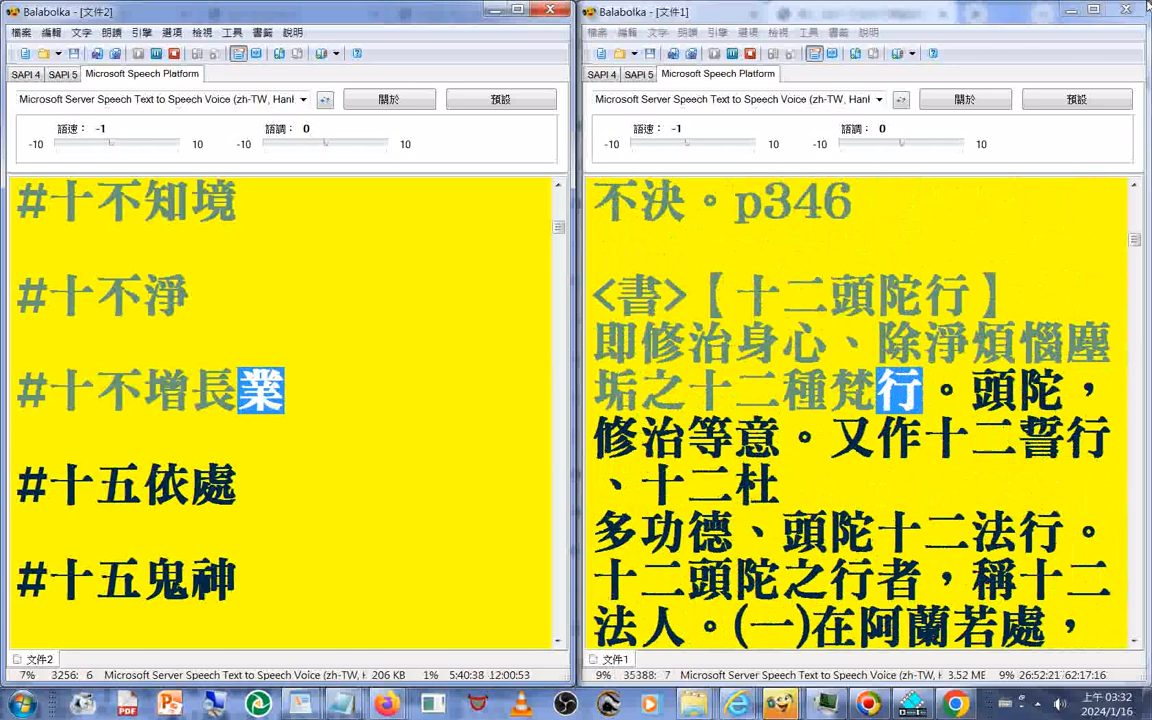 Balabolka - [文件2]
檔案 編輯 文字 朗讀 引擎 選項 檢視 工具 書籤 說明
SAPI 4 SAPI 5 Microsoft Speech Platform
Microsoft Server Speech Text to Speech Voice (zh-TW, HanH
關於 預設
語速： -1 語調： 0
-10 10 -10 10
#十不知境
#十不淨
#十不增長業
#十五依處
#十五鬼神
文件2
7% 3256: 6 Microsoft Server Speech Text to Speech Voice (zh-TW, H 206 KB 1% 5:40:38 12:00:53
Balabolka - [文件1]
檔案 編輯 文字 朗讀 引擎 選項 檢視 工具 書籤 說明
SAPI 4 SAPI 5 Microsoft Speech Platform
Microsoft Server Speech Text to Speech Voice (zh-TW, HanH
關於 預設
語速： -1 語調： 0
-10 10 -10 10
不決。p346
<書>【十二頭陀行】
即修治身心、除淨煩惱塵
垢之十二種梵行。頭陀，
修治等意。又作十二誓行
、十二杜
多功德、頭陀十二法行。
十二頭陀之行者，稱十二
法人。(一)在阿蘭若處，
文件1
9% 35388: 7 Microsoft Server Speech Text to Speech Voice (zh-TW, H 3.52 MB 9% 26:52:21 62:17:16
上午 03:32
2024/1/16